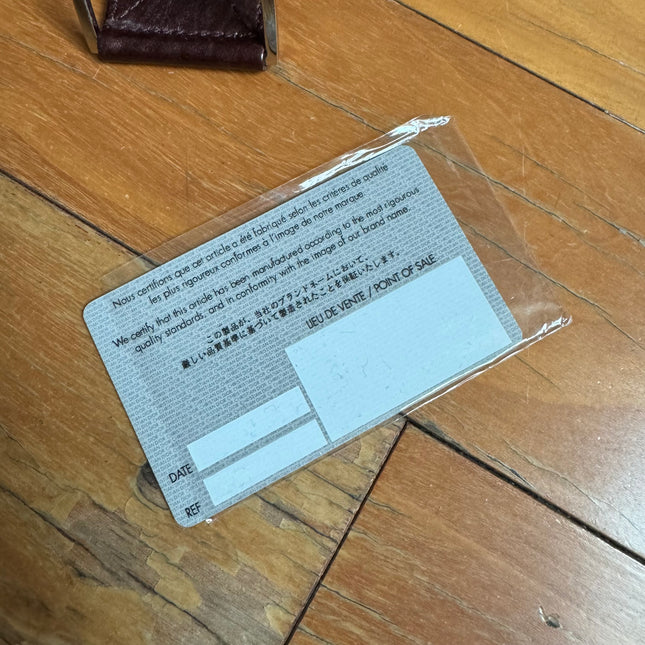 Nous certifions que cet article a été fabriqué selon les critères de qualité
les plus rigoureux conformes à l'image de notre marque
We certify that this article has been manufactured according to the most rigourous
quality standards, and in conformity with the image of our brand name.
この製品が、当社のブランドネームにおいて、
厳しい品質基準に基づいて製造されたことを保証いたします。
LIEU DE VENTE / POINT OF SALE
DATE
REF